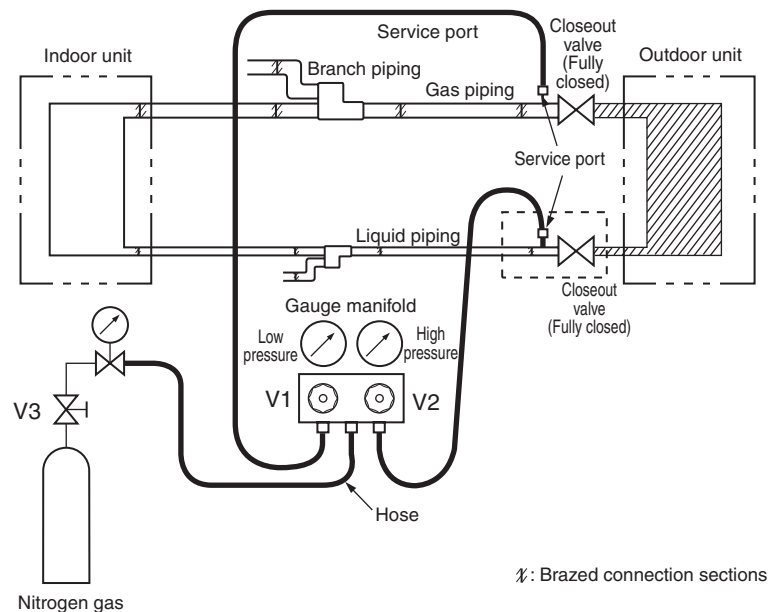 Service port
Closeout
valve
(Fully
closed)
Indoor unit
Outdoor unit
Branch piping
Gas piping
Service port
Liquid piping
Closeout
valve
(Fully closed)
Gauge manifold
Low
pressure
High
pressure
V1
V2
V3
Hose
: Brazed connection sections
Nitrogen gas